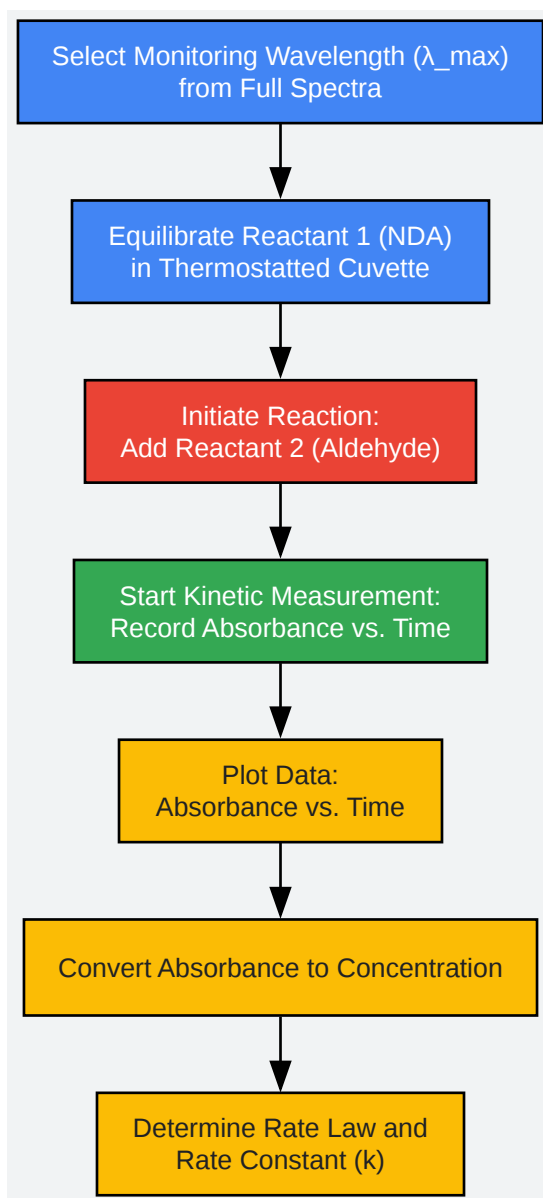 Select Monitoring Wavelength (λ_max)
from Full Spectra
Equilibrate Reactant 1 (NDA)
in Thermostatted Cuvette
Initiate Reaction:
Add Reactant 2 (Aldehyde)
Start Kinetic Measurement:
Record Absorbance vs. Time
Plot Data:
Absorbance vs. Time
Convert Absorbance to Concentration
Determine Rate Law and
Rate Constant (k)